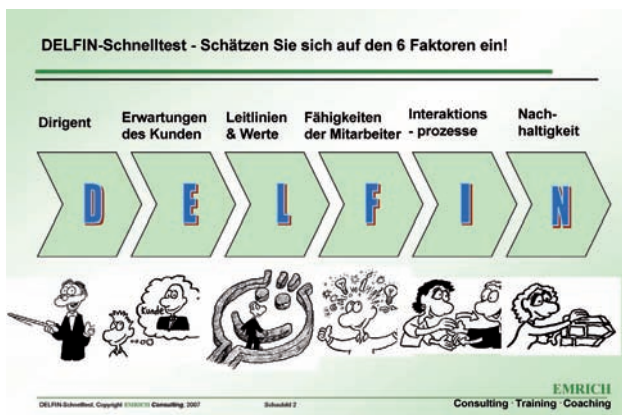 DELFIN-Schnelltest - Schätzen Sie sich auf den 6 Faktoren ein!
Dirigent
Erwartungen
des Kunden
Leitlinien
& Werte
Fähigkeiten
der Mitarbeiter
Interaktions
- prozesse
Nach-
haltigkeit
D E L F I N
Kunde
EMRICH
DELFIN-Schnelltest, Copyright EMRICH Consulting, 2007
Schaubild 2
Consulting · Training · Coaching